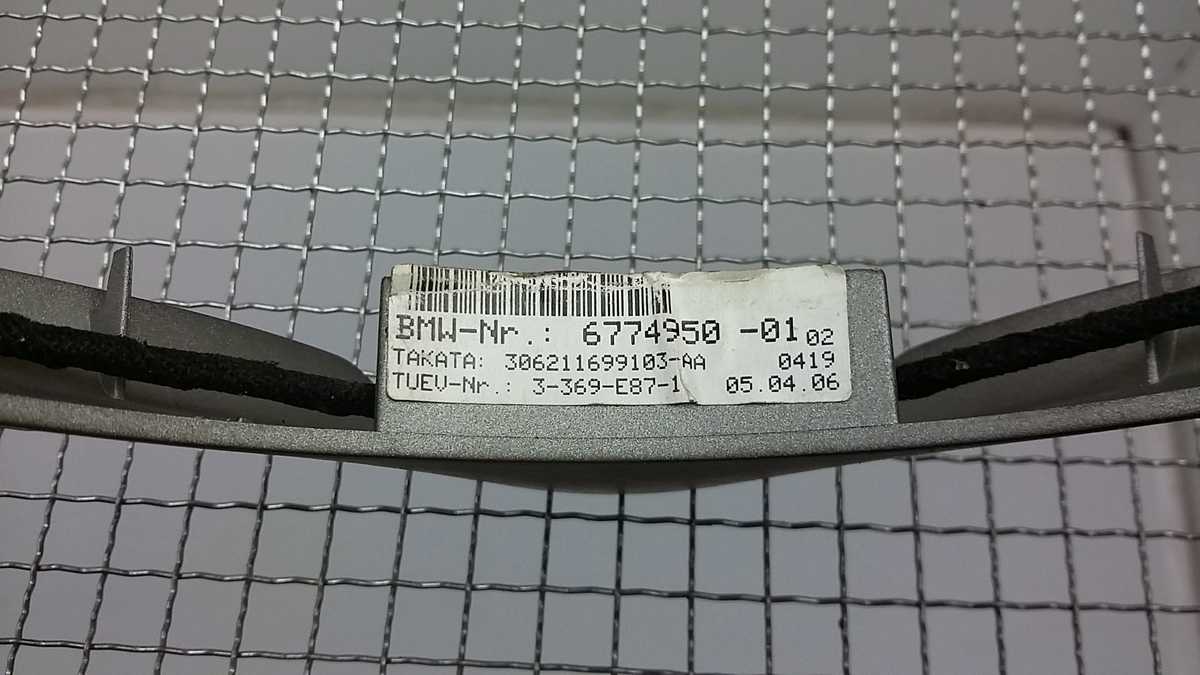 BMW-Nr.: 6774950 -01 02
TAKATA: 306211699103-AA 0419
TUEV-Nr.: 3-369-E87-1 05.04.06